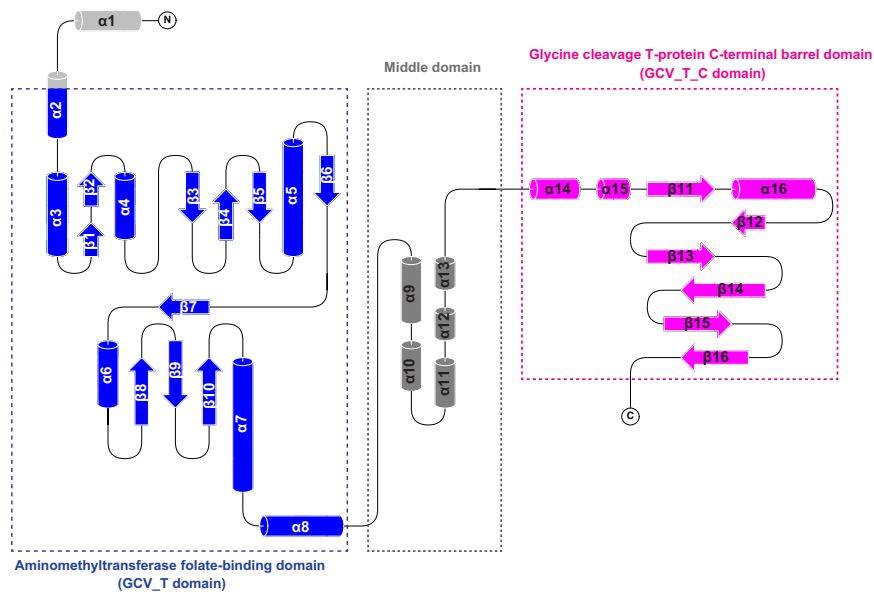 α1
N
Glycine cleavage T-protein C-terminal barrel domain
(GCV_T_C domain)
Middle domain
α2
α3
β1
β2
α4
β3
β4
β5
α5
β6
β7
α6
β8
β9
β10
α7
α8
α9
α10
α11
α12
α13
α14
α15
β11
α16
β12
β13
β14
β15
β16
C
Aminomethyltransferase folate-binding domain
(GCV_T domain)